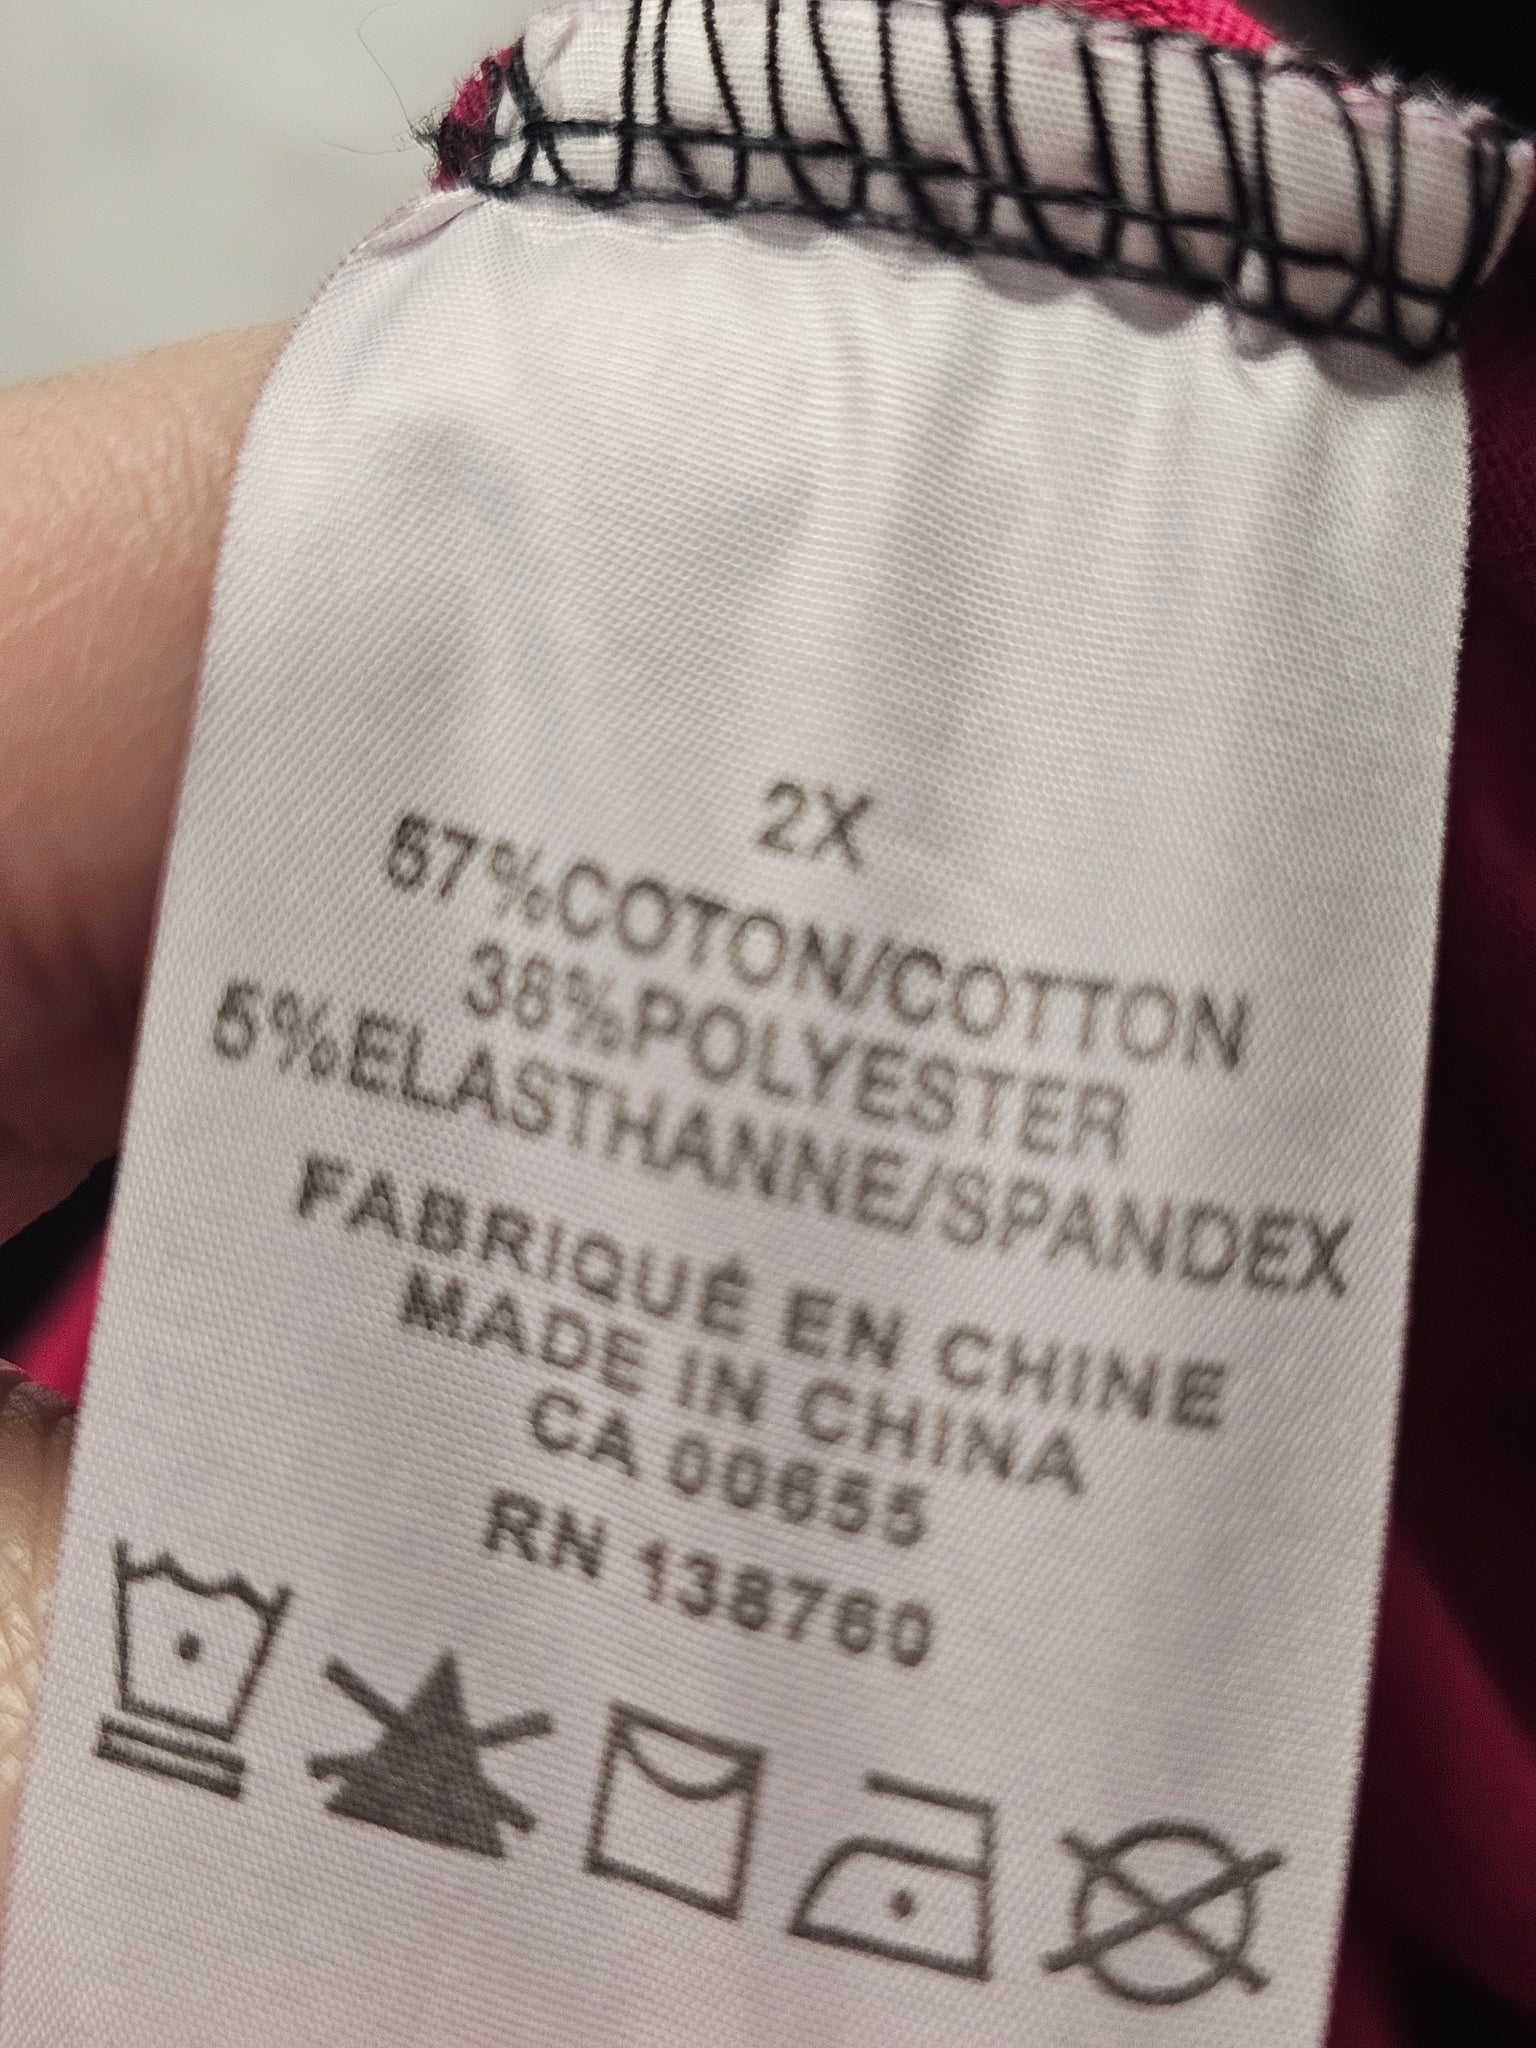 2X
57%COTON/COTTON
38%POLYESTER
5%ELASTHANNE/SPANDEX
FABRIQUÉ EN CHINE
MADE IN CHINA
CA 00655
RN 138760